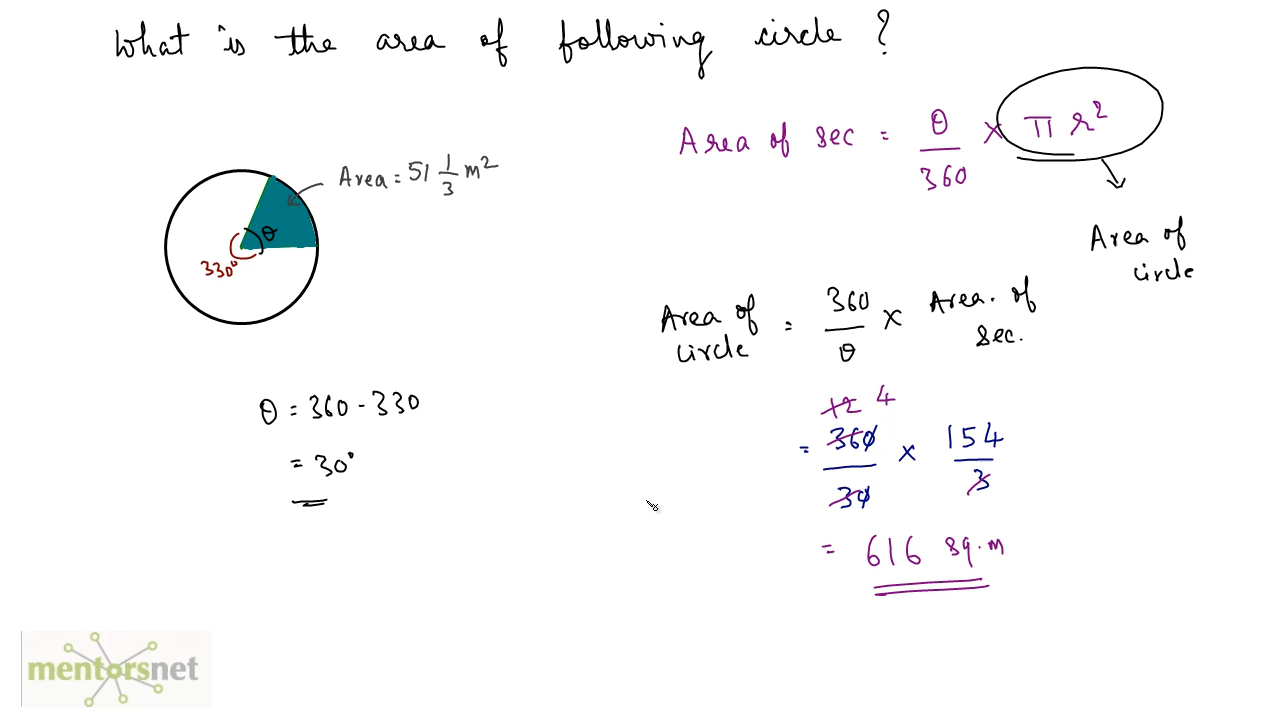 What is the area of following circle ?
Area of sec = θ/360 × π r²
Area = 51 1/3 m²
θ
330°
Area of circle
Area of circle = 360/θ × Area. of sec.
θ = 360 - 330
= 30°
12 4
= 360/30 × 154/3
= 616 sq.m
mentorsnet